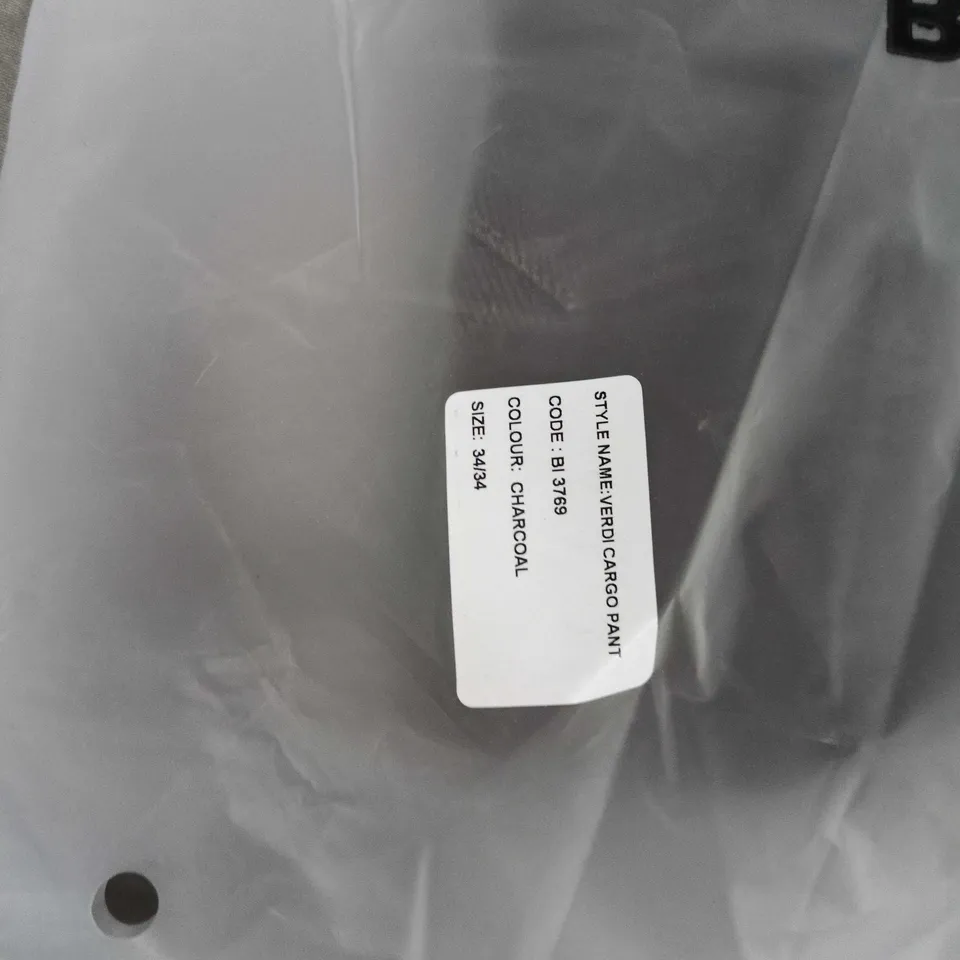 STYLE NAME: VERDI CARGO PANT
CODE : BI 3769
COLOUR: CHARCOAL
SIZE: 34/34
B